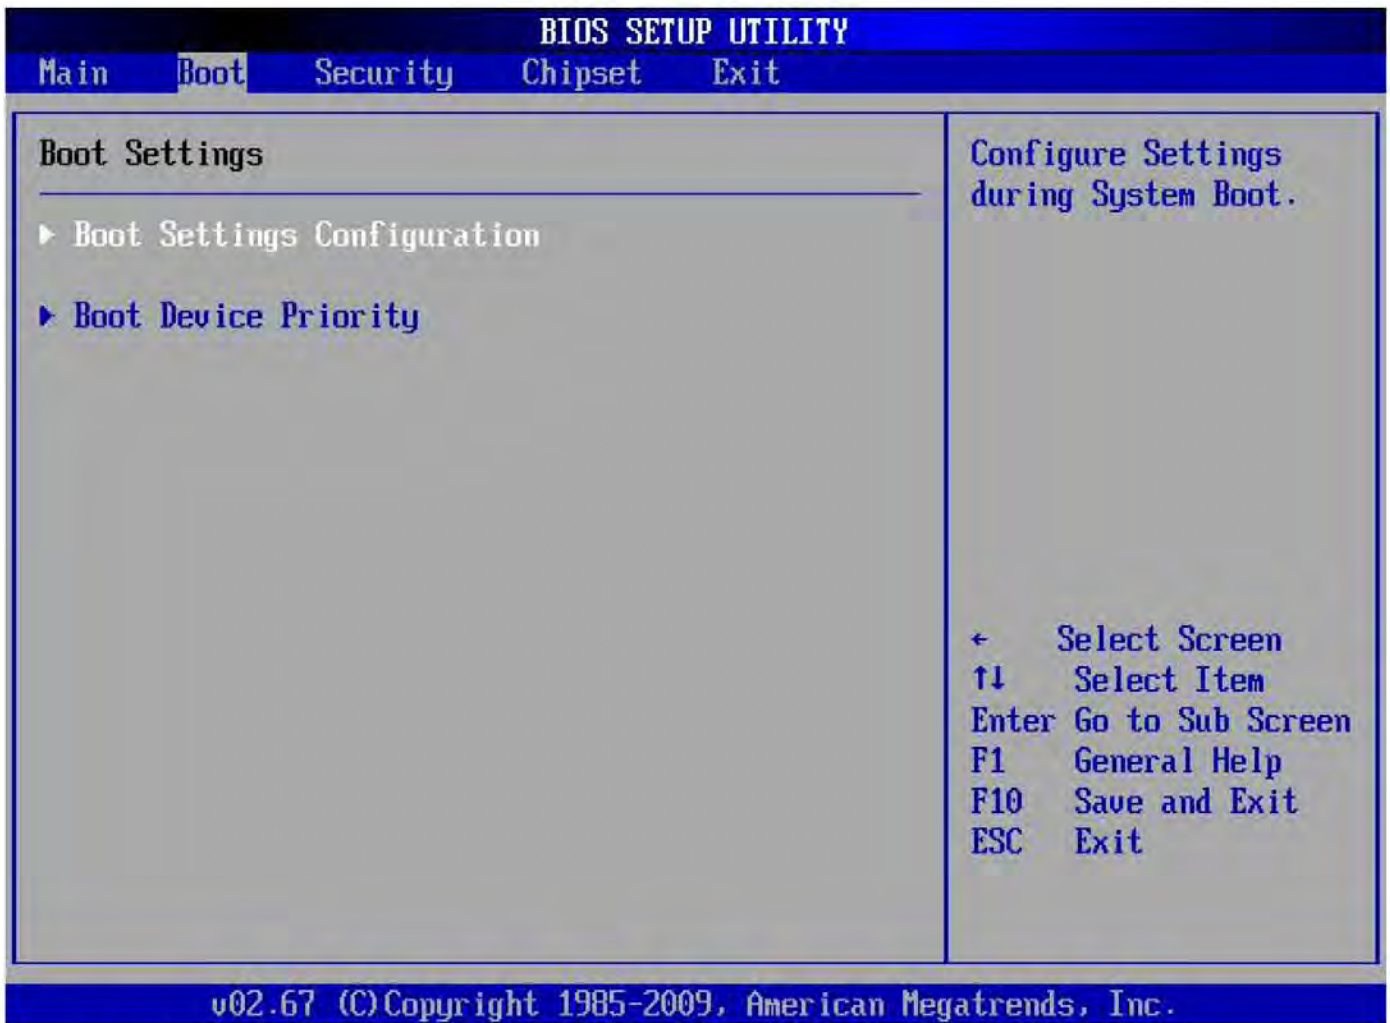 BIOS SETUP UTILITY
Main Boot Security Chipset Exit
Boot Settings
▶ Boot Settings Configuration
▶ Boot Device Priority
Configure Settings
during System Boot.
← Select Screen
↑↓ Select Item
Enter Go to Sub Screen
F1 General Help
F10 Save and Exit
ESC Exit
v02.67 (C)Copyright 1985-2009, American Megatrends, Inc.